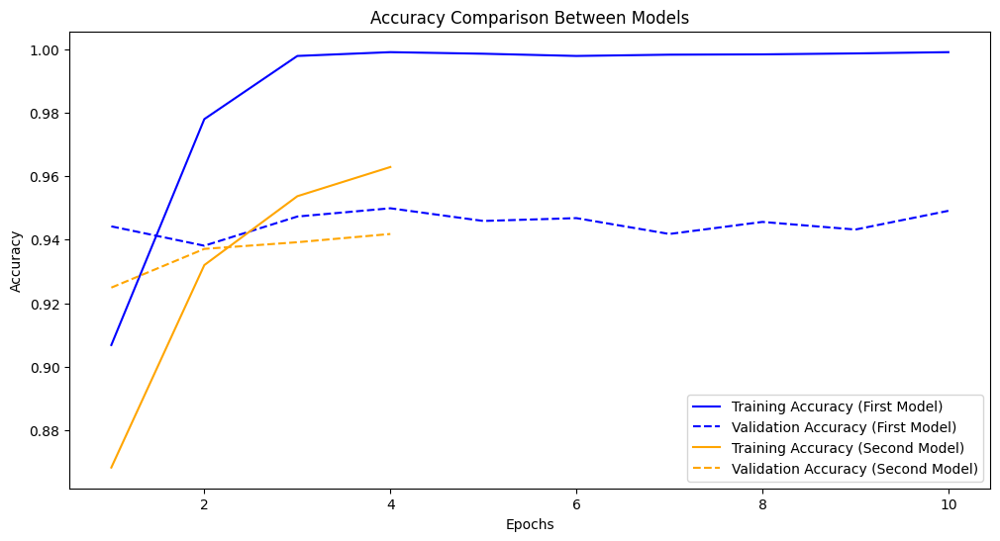 Accuracy Comparison Between Models
1.00
0.98
0.96
0.94
0.92
0.90
0.88
Accuracy
2
4
6
8
10
Epochs
Training Accuracy (First Model)
Validation Accuracy (First Model)
Training Accuracy (Second Model)
Validation Accuracy (Second Model)